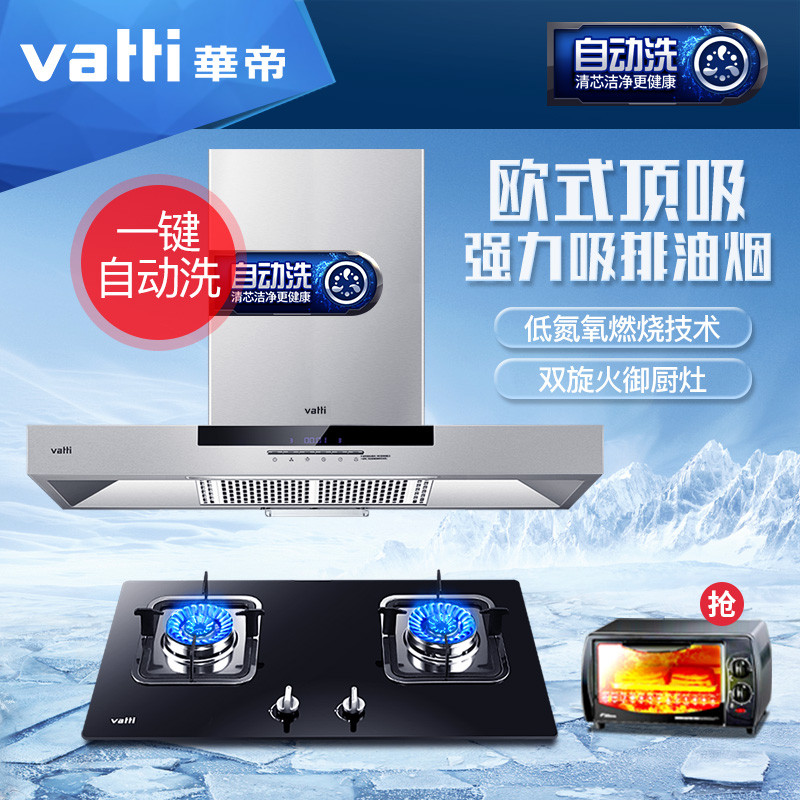 vatti 華帝
自动洗
清芯洁净更健康
欧式顶吸
强力吸排油烟
一键
自动洗
自动洗
清芯洁净更健康
低氮氧燃烧技术
双旋火御厨灶
vatti
vatti
抢
vatti